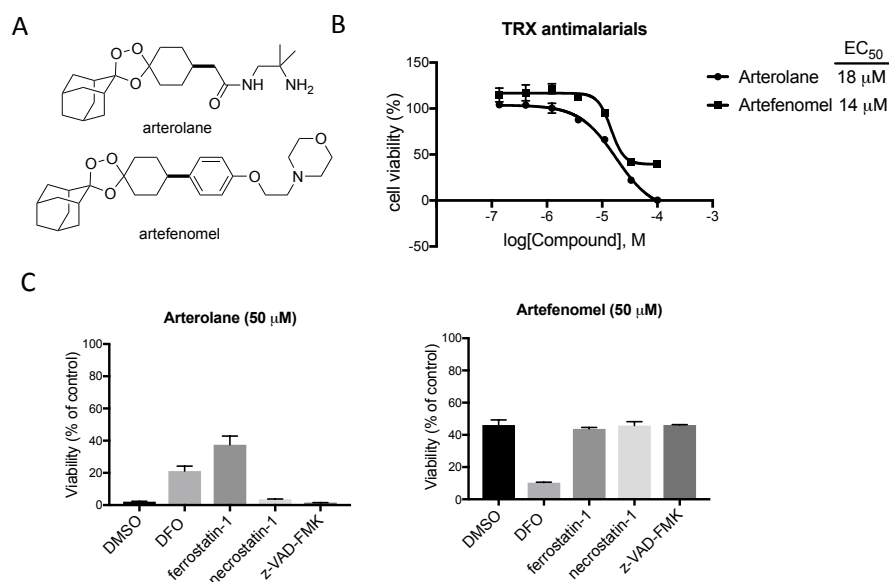 A
O
O
O
O
NH
NH2
arterolane
O
O
O
O
N
O
artefenomel
B
TRX antimalarials
cell viability (%)
150
100
50
0
-50
-7
-6
-5
-4
-3
log[Compound], M
EC50
Arterolane 18 μM
Artefenomel 14 μM
C
Arterolane (50 μM)
Viability (% of control)
100
80
60
40
20
0
DMSO
DFO
ferrostatin-1
necrostatin-1
z-VAD-FMK
Artefenomel (50 μM)
Viability (% of control)
100
80
60
40
20
0
DMSO
DFO
ferrostatin-1
necrostatin-1
z-VAD-FMK